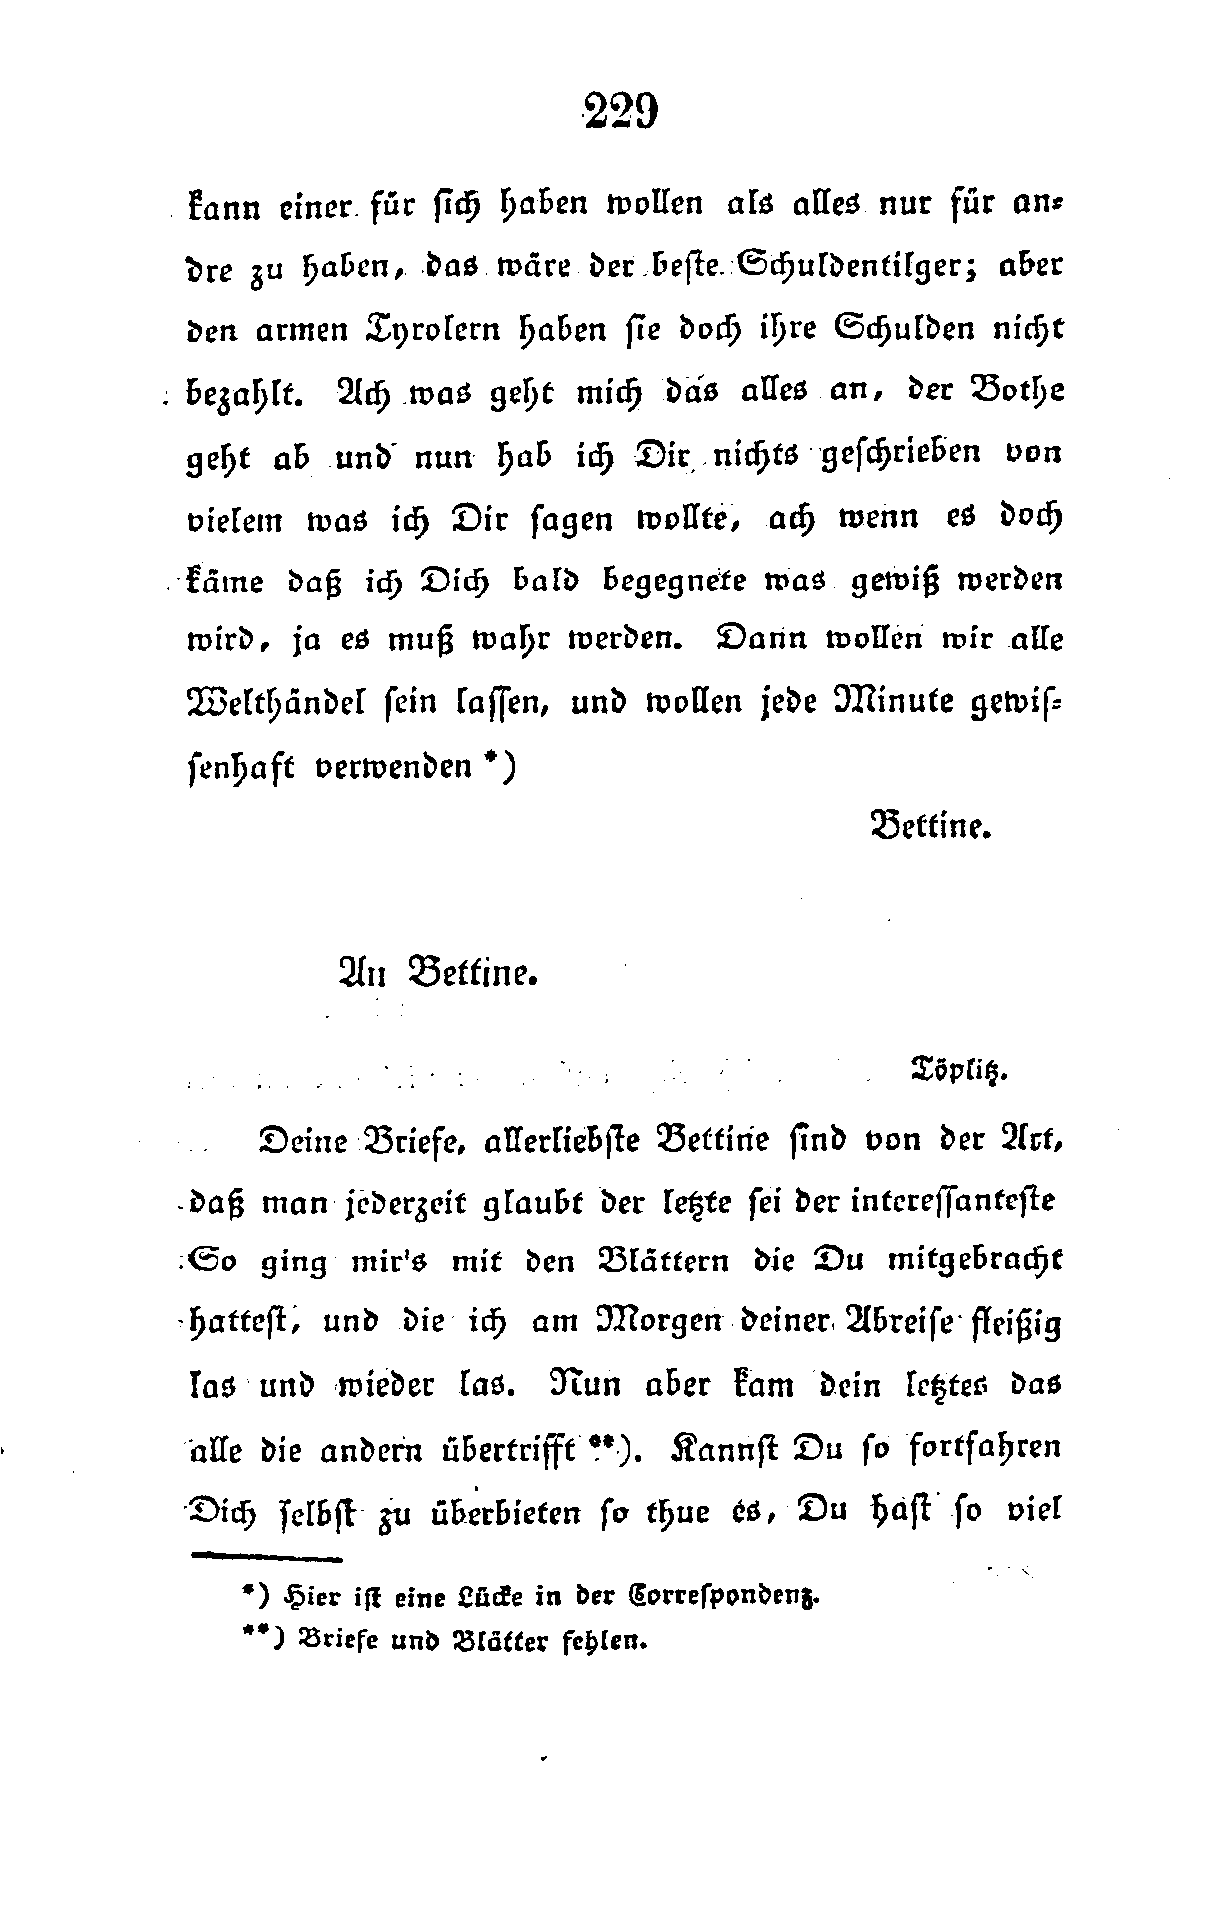 229
kann einer für sich haben wollen als alles nur für an-
dre zu haben, das wäre der beste Schuldentilger; aber
den armen Tyrolern haben sie doch ihre Schulden nicht
bezahlt. Ach was geht mich das alles an, der Bothe
geht ab und nun hab ich Dir nichts geschrieben von
vielem was ich Dir sagen wollte, ach wenn es doch
käme daß ich Dich bald begegnete was gewiß werden
wird, ja es muß wahr werden. Dann wollen wir alle
Welthändel sein lassen, und wollen jede Minute gewis-
senhaft verwenden *)
Bettine.
An Bettine.
Töplitz.
Deine Briefe, allerliebste Bettine sind von der Art,
daß man jederzeit glaubt der letzte sei der interessanteste
So ging mir's mit den Blättern die Du mitgebracht
hattest, und die ich am Morgen deiner Abreise fleißig
las und wieder las. Nun aber kam dein letztes das
alle die andern übertrifft **). Kannst Du so fortfahren
Dich selbst zu überbieten so thue es, Du hast so viel
*) Hier ist eine Lücke in der Correspondenz.
**) Briefe und Blätter fehlen.